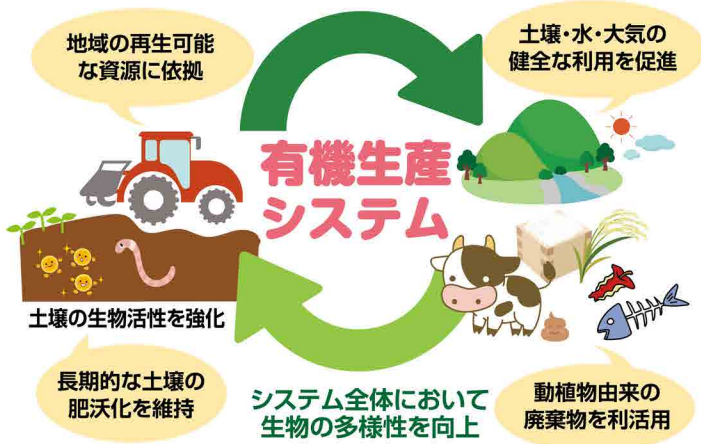 地域の再生可能
な資源に依拠
土壌・水・大気の
健全な利用を促進
有機生産
システム
土壌の生物活性を強化
長期的な土壌の
肥沃化を維持
システム全体において
生物の多様性を向上
動植物由来の
廃棄物を利活用